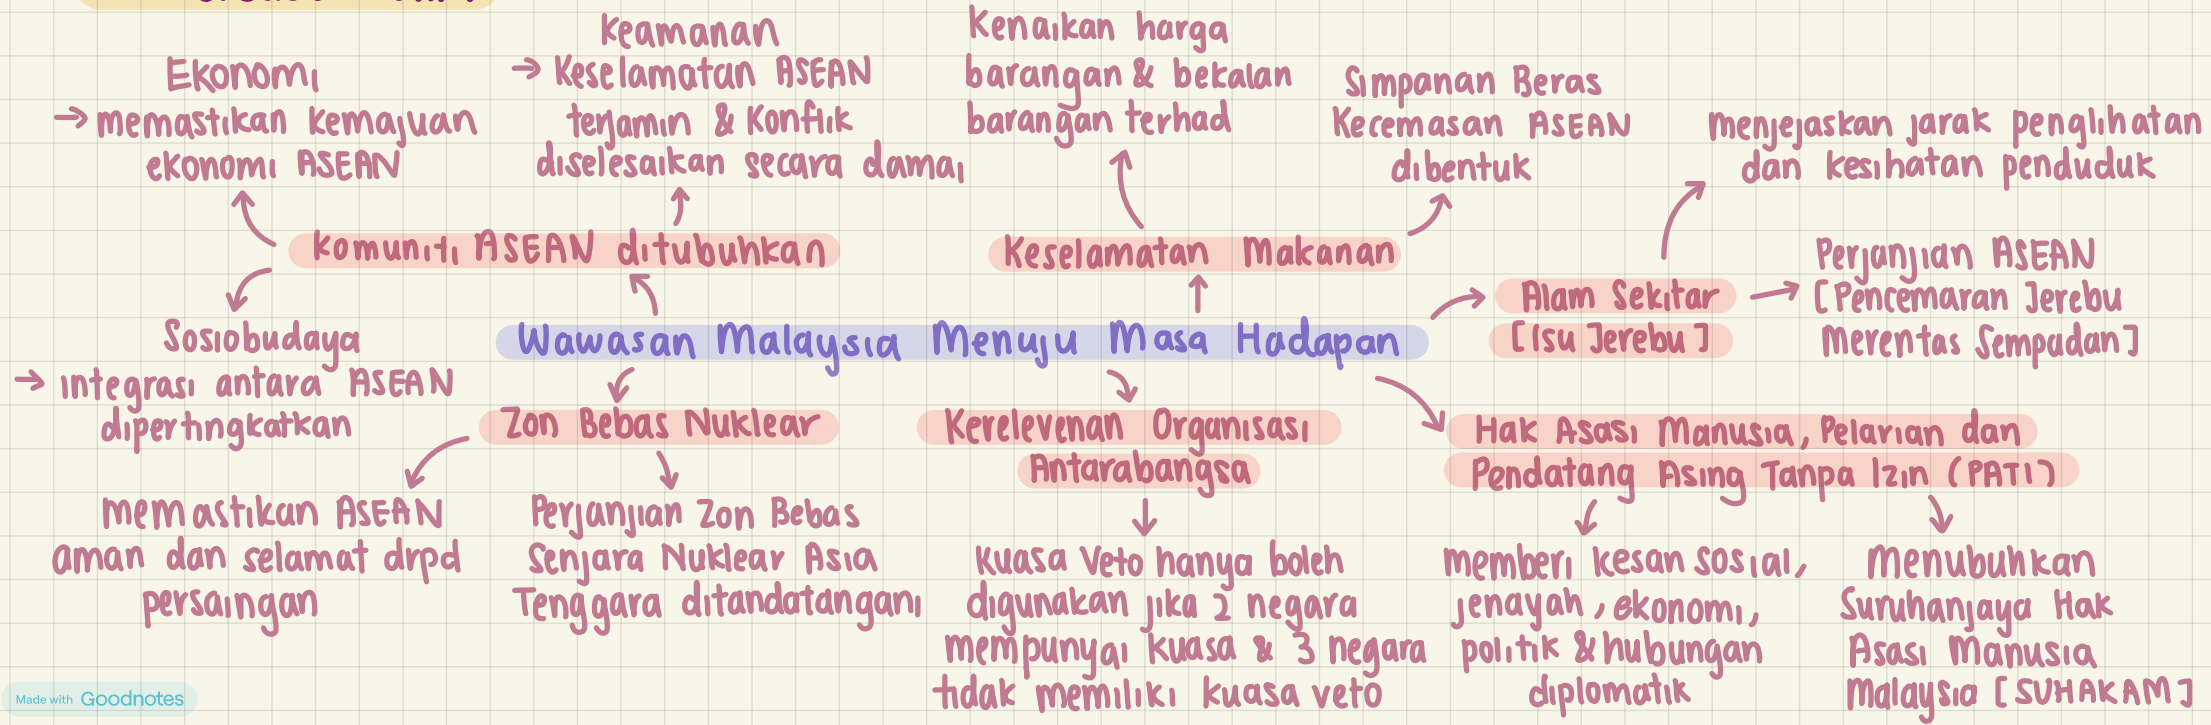 Ekonomi
→ memastikan kemajuan
ekonomi ASEAN
Keamanan
→ Keselamatan ASEAN
terjamin & Konflik
diselesaikan secara damai
Kenaikan harga
barangan & bekalan
barangan terhad
Simpanan Beras
Kecemasan ASEAN
dibentuk
menjejaskan jarak penglihatan
dan kesihatan penduduk
Komuniti ASEAN ditubuhkan
Keselamatan Makanan
Alam Sekitar
[Isu Jerebu]
Perjanjian ASEAN
[Pencemaran Jerebu
Merentas Sempadan]
Sosiobudaya
→ integrasi antara ASEAN
dipertingkatkan
Wawasan Malaysia Menuju Masa Hadapan
Zon Bebas Nuklear
Kerelevenan Organisasi
Antarabangsa
Hak Asasi Manusia, Pelarian dan
Pendatang Asing Tanpa Izin (PATI)
memastikan ASEAN
aman dan selamat drpd
persaingan
Perjanjian Zon Bebas
Senjara Nuklear Asia
Tenggara ditandatangani
Kuasa Veto hanya boleh
digunakan jika 2 negara
mempunyai kuasa & 3 negara
tidak memiliki kuasa veto
memberi kesan sosial,
jenayah, ekonomi,
politik & hubungan
diplomatik
Menubuhkan
Suruhanjaya Hak
Asasi Manusia
Malaysia [SUHAKAM]
Made with Goodnotes